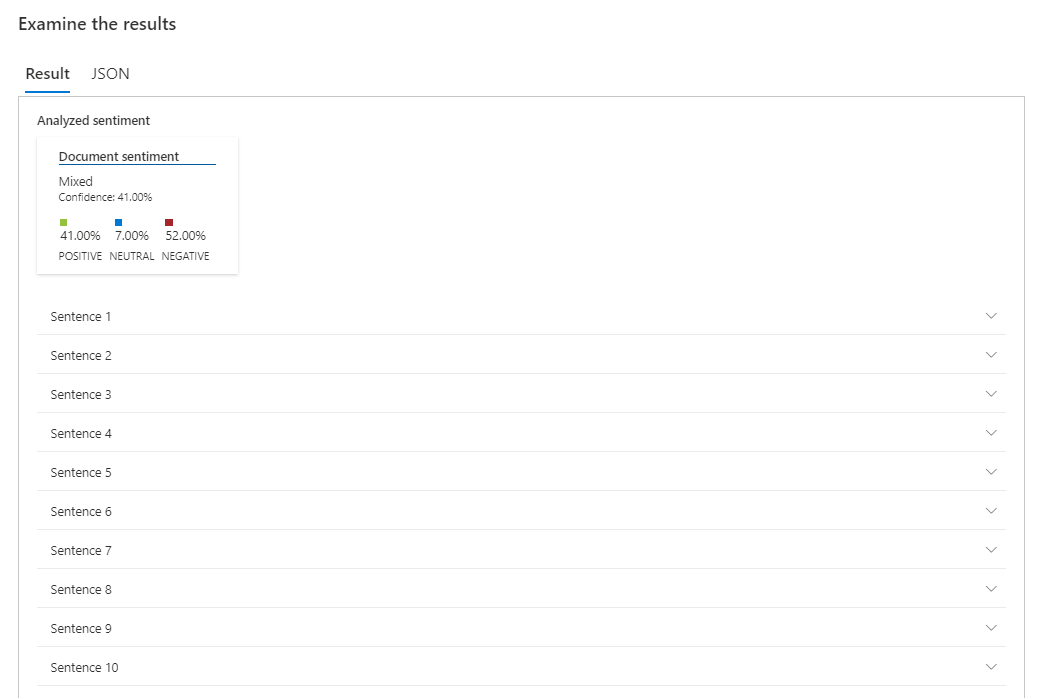 Examine the results
Result JSON
Analyzed sentiment
Document sentiment
Mixed
Confidence: 41.00%
41.00% 7.00% 52.00%
POSITIVE NEUTRAL NEGATIVE
Sentence 1
Sentence 2
Sentence 3
Sentence 4
Sentence 5
Sentence 6
Sentence 7
Sentence 8
Sentence 9
Sentence 10